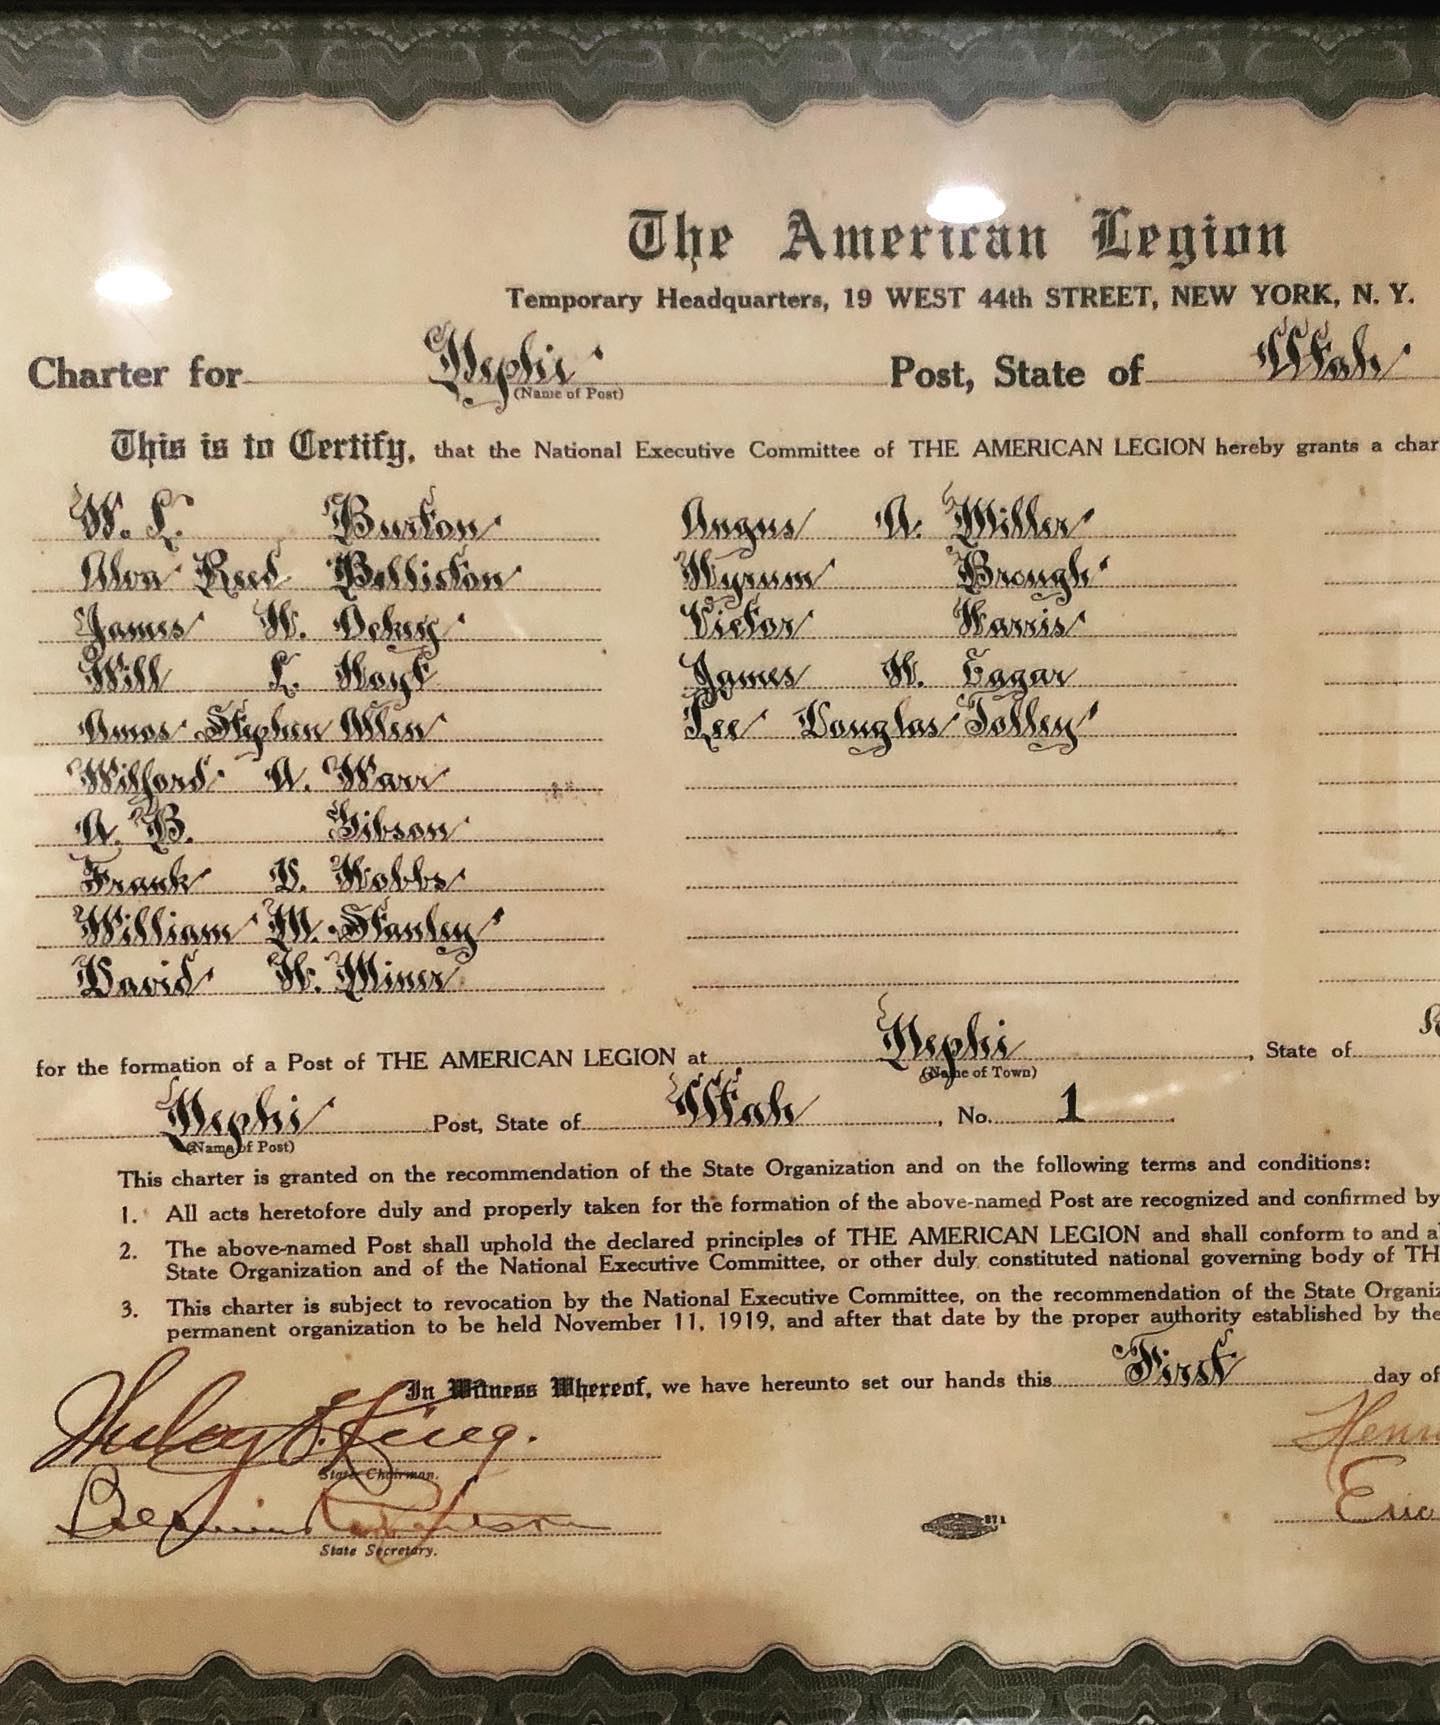 The American Legion
Temporary Headquarters, 19 WEST 44th STREET, NEW YORK, N. Y.
Charter for Nephi Post, State of Utah
(Name of Post)
This is to Certify, that the National Executive Committee of THE AMERICAN LEGION hereby grants a char
W. L. Burton
Alva Reed Belliston
James H. Ockey
Will L. Hoyt
Amos Stephen Allen
Wilford A. Warr
A. B. Gibson
Frank D. Hobbs
William M. Stanley
David H. Miner
Angus A. Miller
Hyrum Brough
Victor Harris
James H. Eagar
Lee Douglas Tolley
for the formation of a Post of THE AMERICAN LEGION at Nephi, State of
(Name of Town)
Nephi Post, State of Utah, No. 1
(Name of Post)
This charter is granted on the recommendation of the State Organization and on the following terms and conditions:
1. All acts heretofore duly and properly taken for the formation of the above-named Post are recognized and confirmed by
2. The above-named Post shall uphold the declared principles of THE AMERICAN LEGION and shall conform to and a
State Organization and of the National Executive Committee, or other duly constituted national governing body of TH
3. This charter is subject to revocation by the National Executive Committee, on the recommendation of the State Organiz
permanent organization to be held November 11, 1919, and after that date by the proper authority established by the
In Witness Whereof, we have hereunto set our hands this First day of
State Chairman.
Benjamin
State Secretary.
Henr
Eric